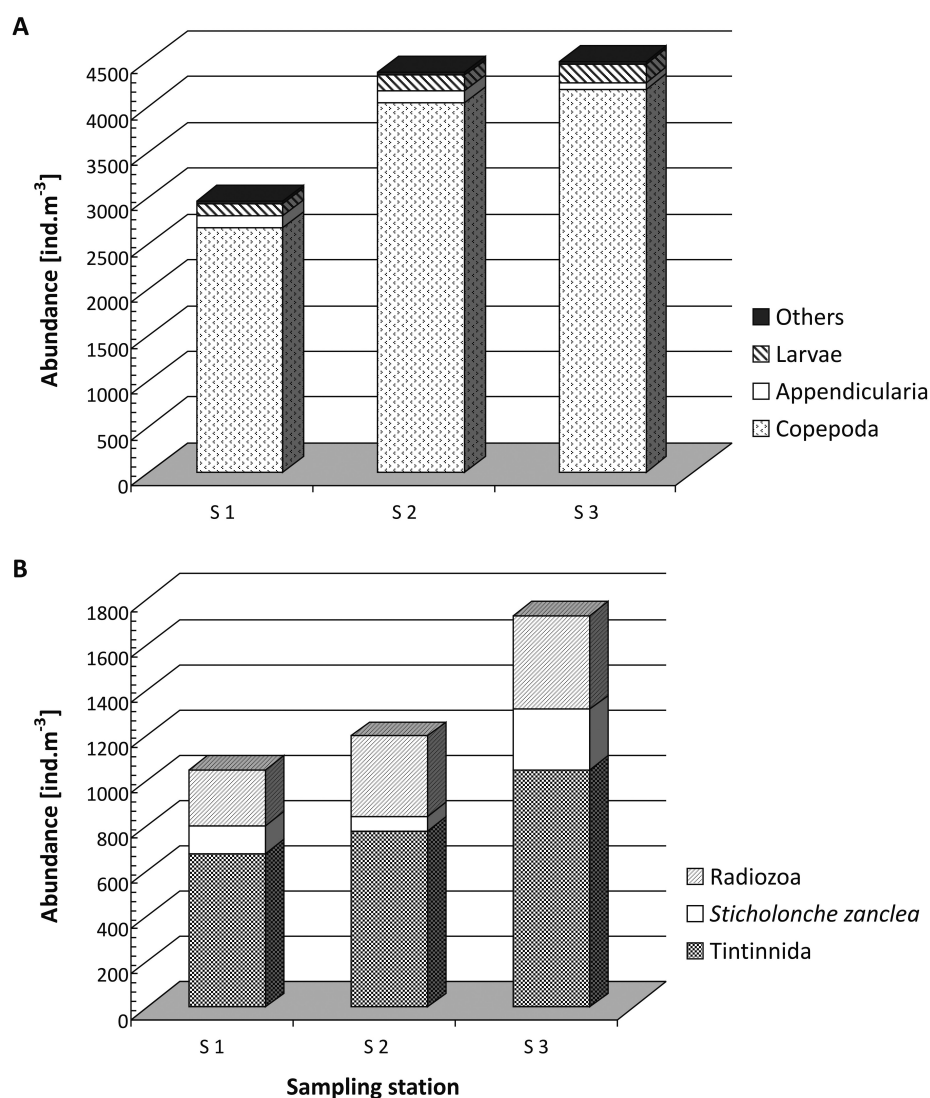 A
4500
4000
3500
3000
2500
2000
1500
1000
500
0
Abundance [ind.m⁻³]
S 1
S 2
S 3
Others
Larvae
Appendicularia
Copepoda
B
1800
1600
1400
1200
1000
800
600
400
200
0
Abundance [ind.m⁻³]
S 1
S 2
S 3
Sampling station
Radiozoa
Sticholonche zanclea
Tintinnida